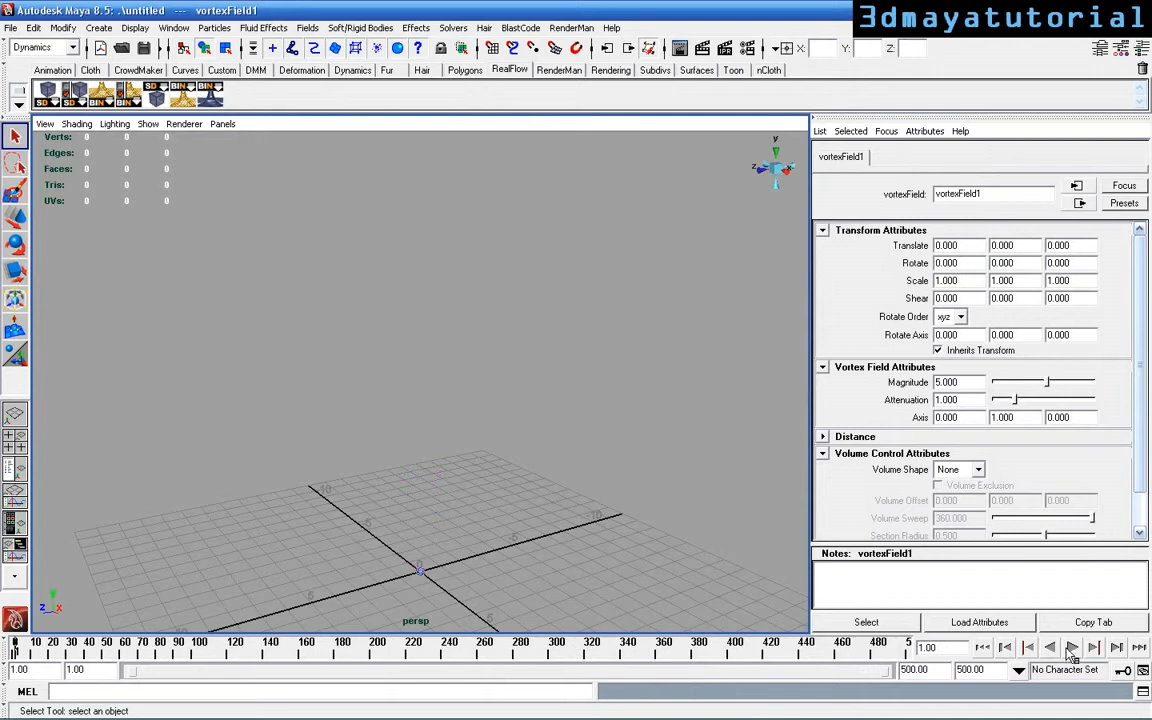 Autodesk Maya 8.5: .\untitled --- vortexField1
3dmayatutorial
File Edit Modify Create Display Window Particles Fluid Effects Fields Soft/Rigid Bodies Effects Solvers Hair BlastCode RenderMan Help
Dynamics X: Y: Z:
Animation Cloth CrowdMaker Curves Custom DMM Deformation Dynamics Fur Hair Polygons RealFlow RenderMan Rendering Subdivs Surfaces Toon nCloth
SD SD BIN BIN SD BIN BIN
View Shading Lighting Show Renderer Panels
List Selected Focus Attributes Help
Verts: 0 0 0
Edges: 0 0 0
Faces: 0 0 0
Tris: 0 0 0
UVs: 0 0 0
y
z x
vortexField1
vortexField: vortexField1
Focus
Presets
Transform Attributes
Translate 0.000 0.000 0.000
Rotate 0.000 0.000 0.000
Scale 1.000 1.000 1.000
Shear 0.000 0.000 0.000
Rotate Order xyz
Rotate Axis 0.000 0.000 0.000
Inherits Transform
Vortex Field Attributes
Magnitude 5.000
Attenuation 1.000
Axis 0.000 1.000 0.000
Distance
Volume Control Attributes
Volume Shape None
Volume Exclusion
Volume Offset 0.000 0.000 0.000
Volume Sweep 360.000
Section Radius 0.500
Notes: vortexField1
persp
Select Load Attributes Copy Tab
10 20 30 40 50 60 70 80 90 100 120 140 160 180 200 220 240 260 280 300 320 340 360 380 400 420 440 460 480 5
1.00
1.00 1.00 500.00 500.00 No Character Set
MEL
Select Tool: select an object